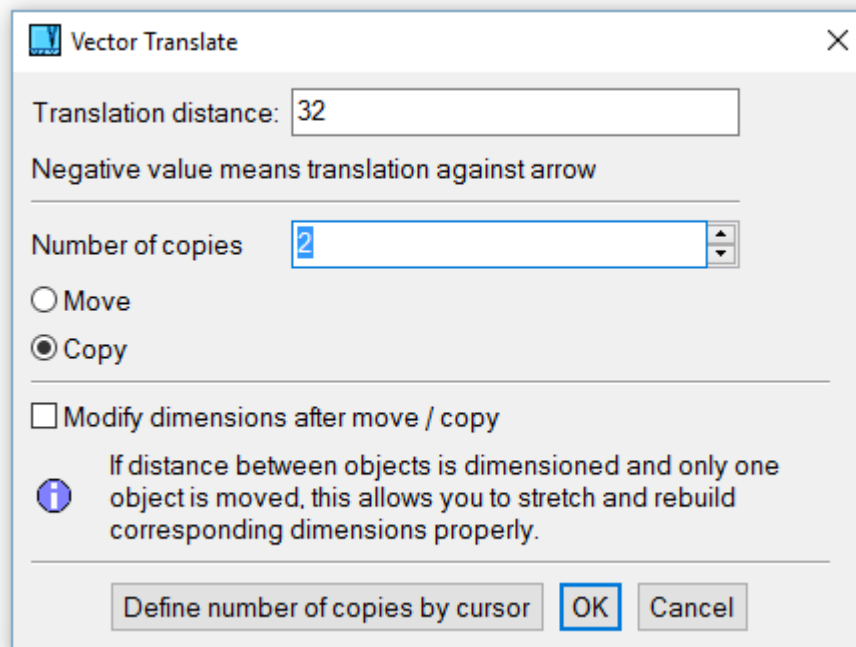 Vector Translate
Translation distance: 32
Negative value means translation against arrow
Number of copies 2
Move
Copy
Modify dimensions after move / copy
If distance between objects is dimensioned and only one
object is moved, this allows you to stretch and rebuild
corresponding dimensions properly.
Define number of copies by cursor OK Cancel